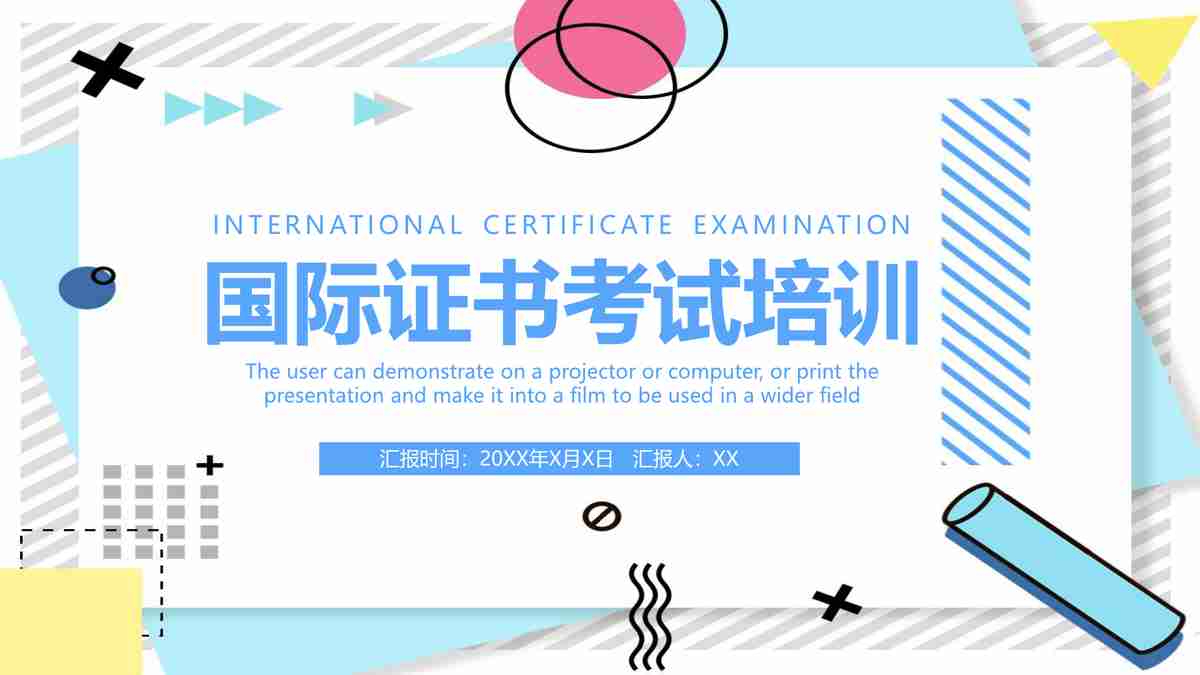 INTERNATIONAL CERTIFICATE EXAMINATION
国际证书考试培训
The user can demonstrate on a projector or computer, or print the
presentation and make it into a film to be used in a wider field
汇报时间：20XX年X月X日 汇报人：XX